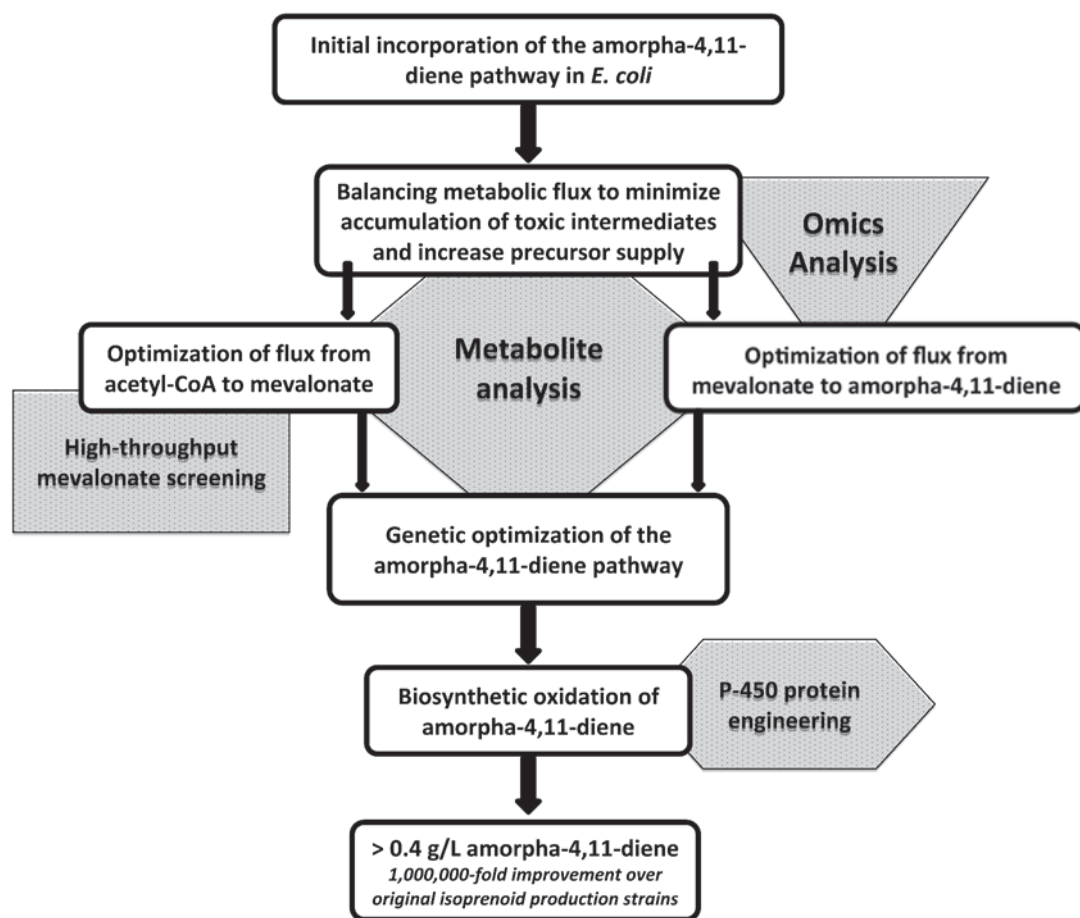 Initial incorporation of the amorpha-4,11-
diene pathway in E. coli
Balancing metabolic flux to minimize
accumulation of toxic intermediates
and increase precursor supply
Omics
Analysis
Optimization of flux from
acetyl-CoA to mevalonate
Metabolite
analysis
Optimization of flux from
mevalonate to amorpha-4,11-diene
High-throughput
mevalonate screening
Genetic optimization of the
amorpha-4,11-diene pathway
Biosynthetic oxidation of
amorpha-4,11-diene
P-450 protein
engineering
> 0.4 g/L amorpha-4,11-diene
1,000,000-fold improvement over
original isoprenoid production strains